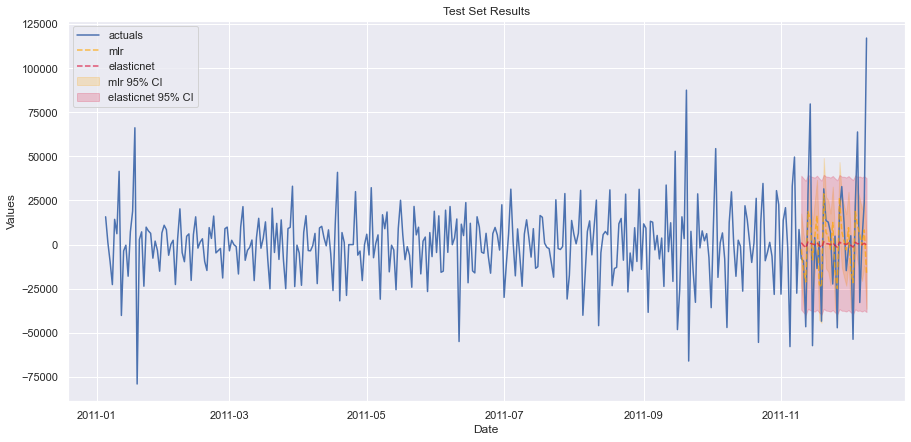 Test Set Results
125000
100000
75000
50000
25000
0
−25000
−50000
−75000
Values
actuals
mlr
elasticnet
mlr 95% CI
elasticnet 95% CI
2011-01
2011-03
2011-05
2011-07
2011-09
2011-11
Date